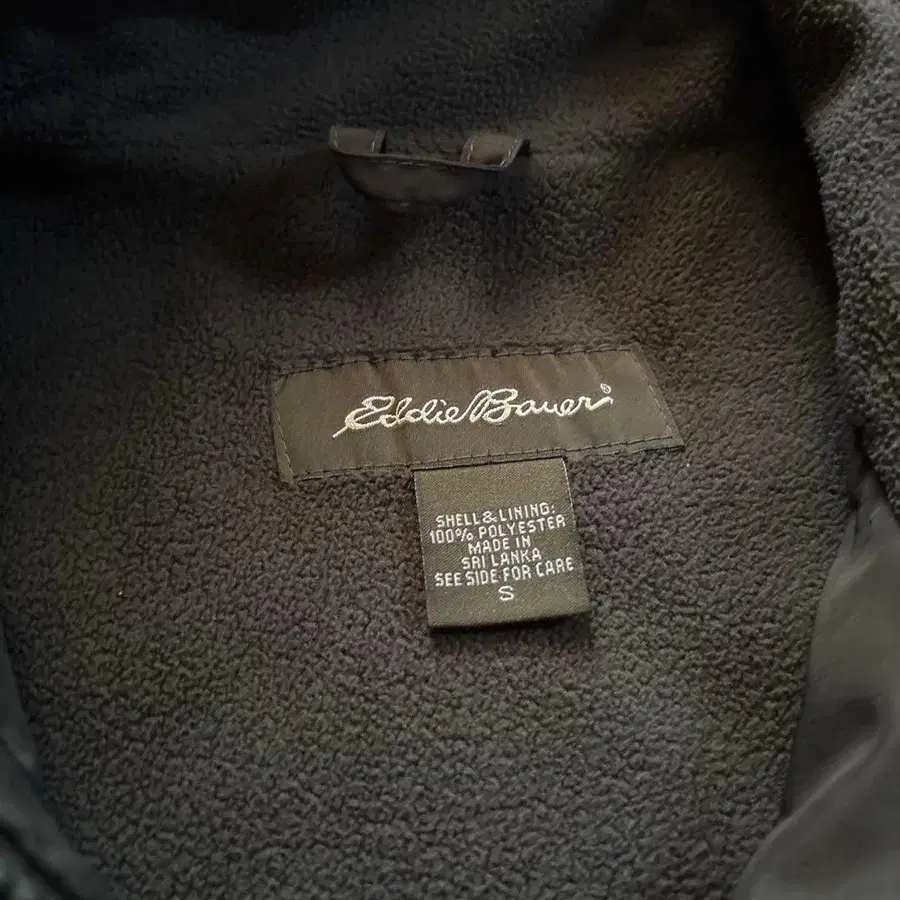 Eddie Bauer®
SHELL & LINING:
100% POLYESTER
MADE IN
SRI LANKA
SEE SIDE FOR CARE
S